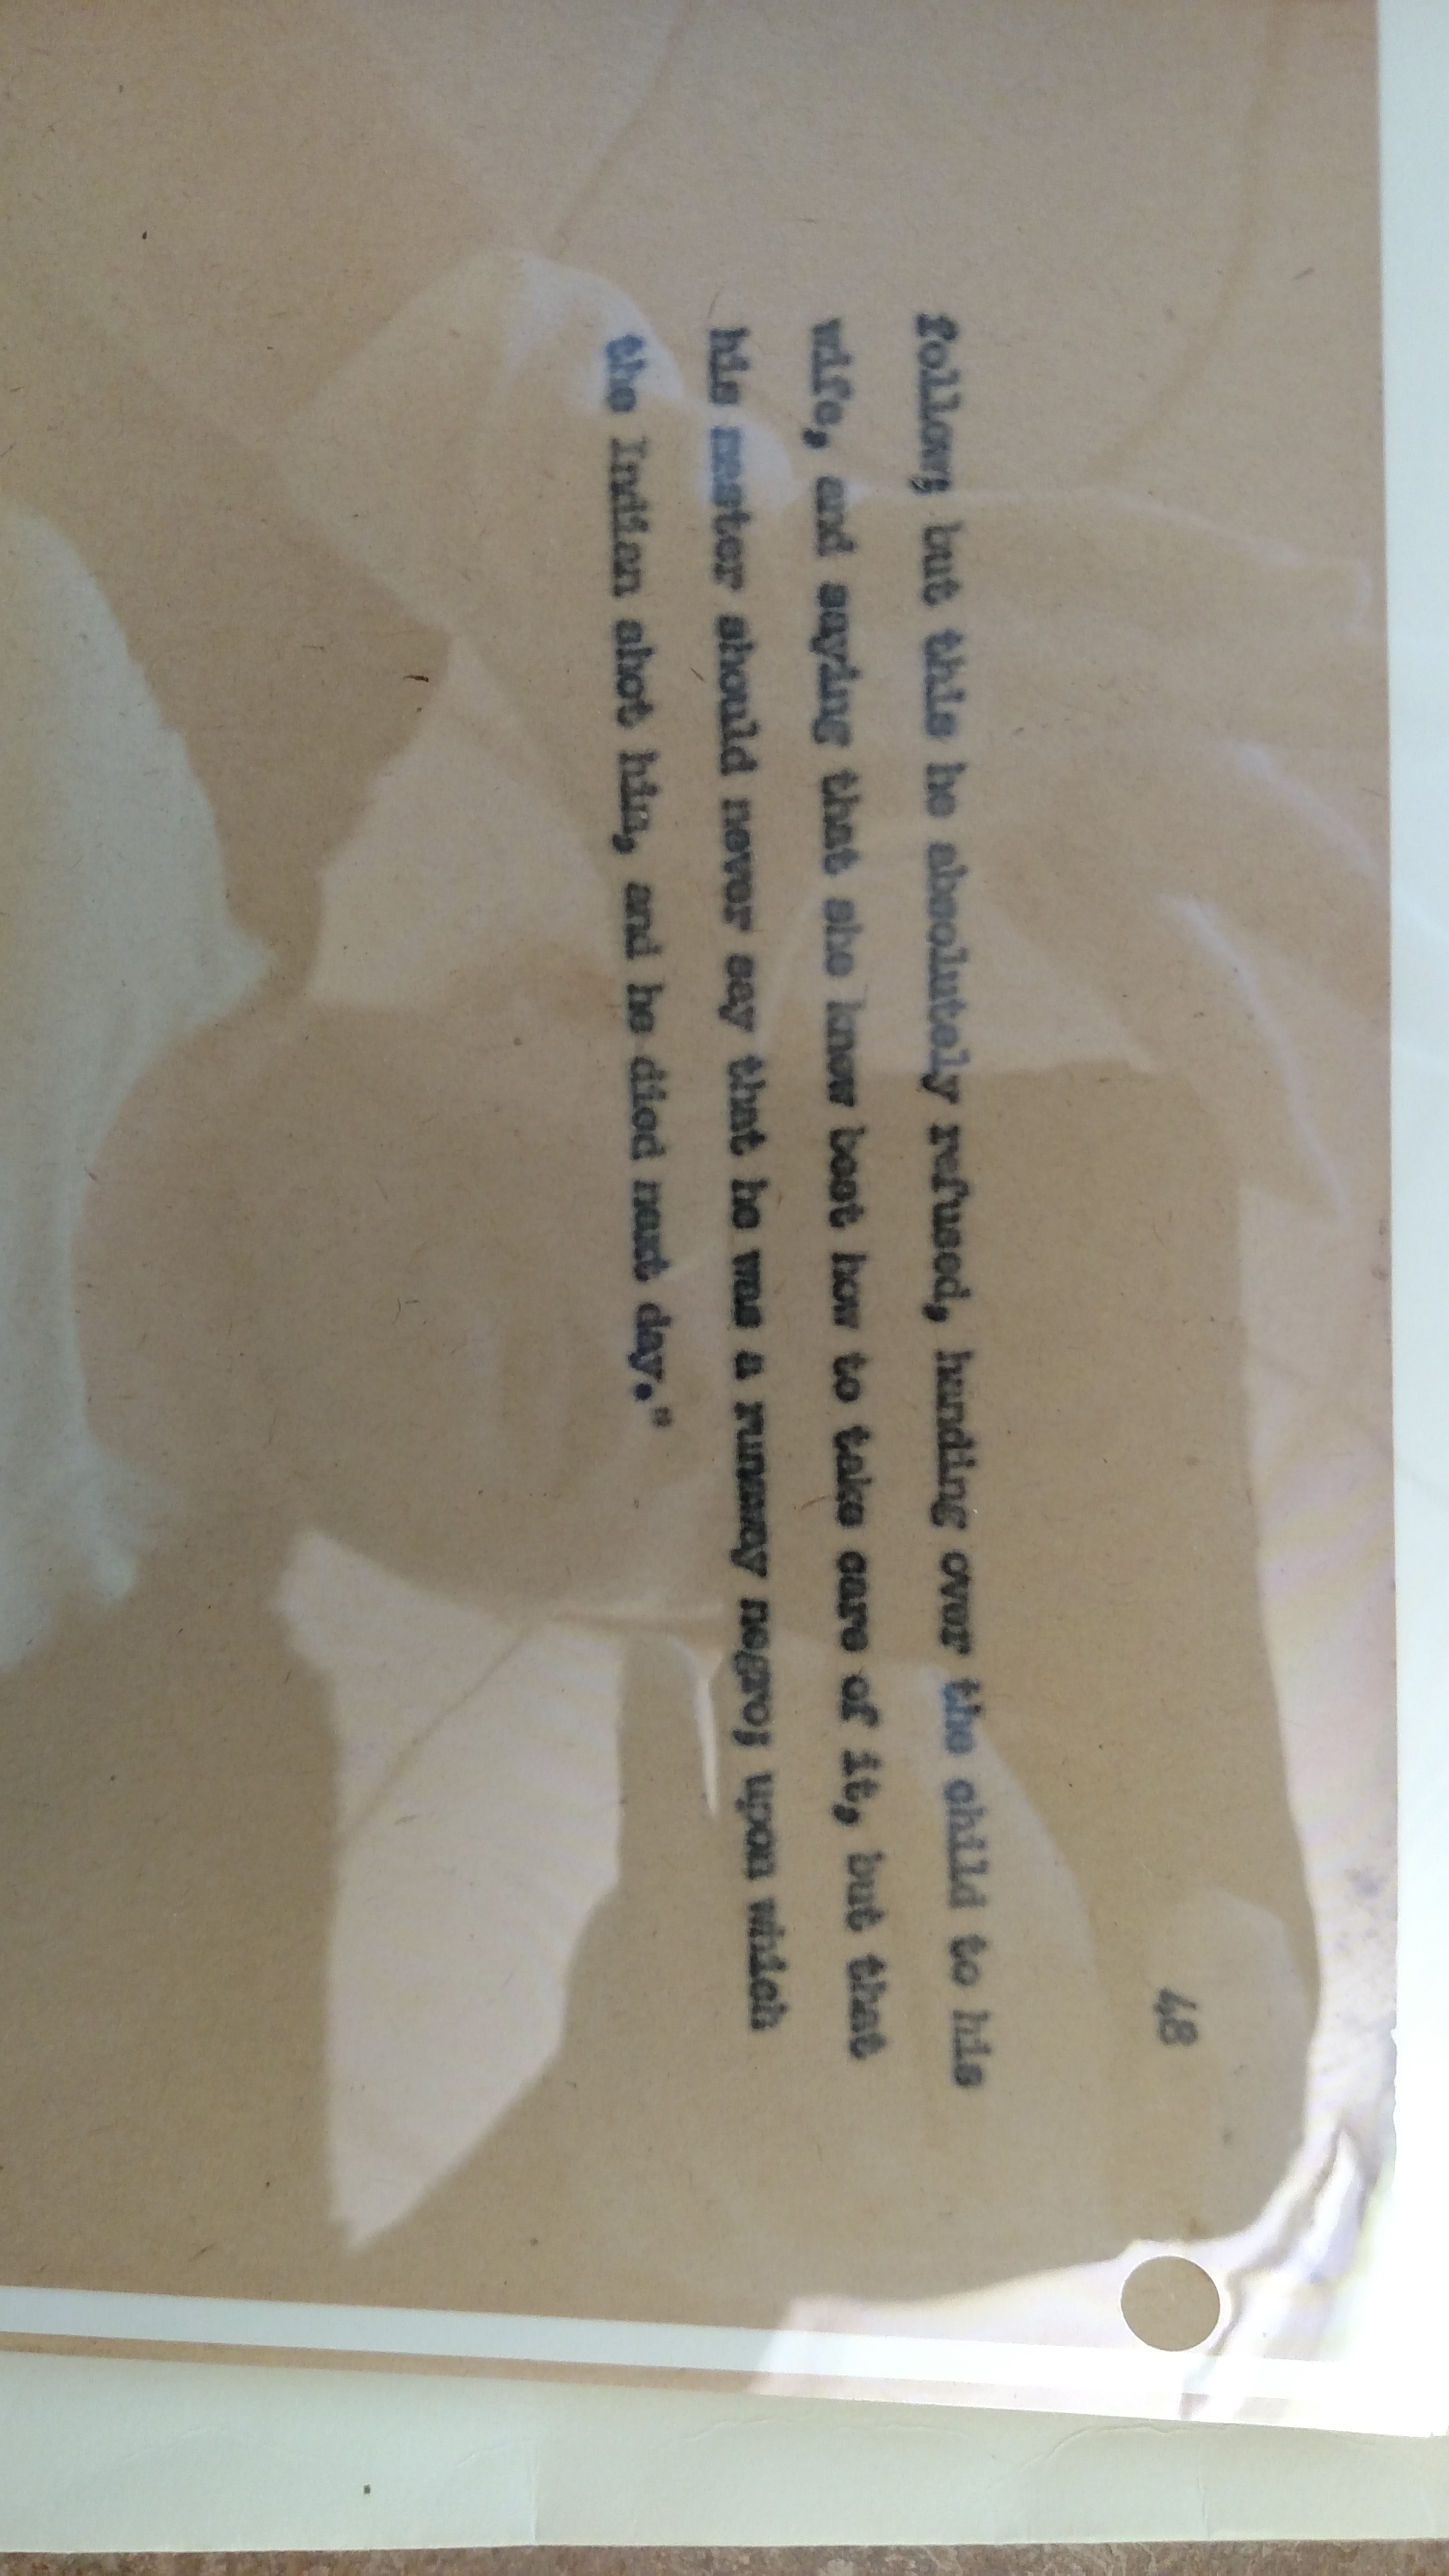 48
follow; but this he absolutely refused, handing over the child to his
wife, and saying that she knew best how to take care of it, but that
his master should never say that he was a runaway negro; upon which
the Indian shot him, and he died next day."